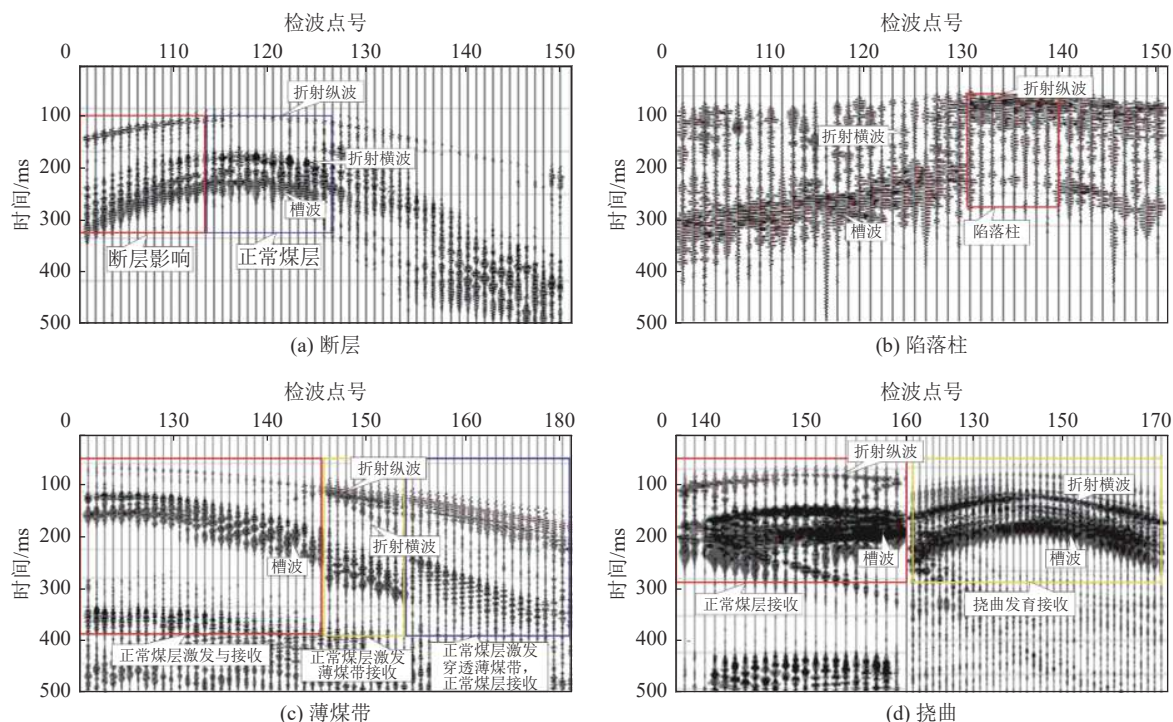 检波点号
0 110 120 130 140 150
时间/ms
100
200
300
400
500
折射纵波
折射横波
槽波
断层影响
正常煤层
(a) 断层
检波点号
0 110 120 130 140 150
时间/ms
100
200
300
400
500
折射纵波
折射横波
槽波
陷落柱
(b) 陷落柱
检波点号
0 130 140 150 160 180
时间/ms
100
200
300
400
500
折射纵波
折射横波
槽波
正常煤层激发与接收
正常煤层激发
薄煤带接收
正常煤层激发
穿透薄煤带，
正常煤层接收
(c) 薄煤带
检波点号
0 140 150 160 130 150 170
时间/ms
100
200
300
400
500
折射纵波
折射横波
槽波
槽波
正常煤层接收
挠曲发育接收
(d) 挠曲